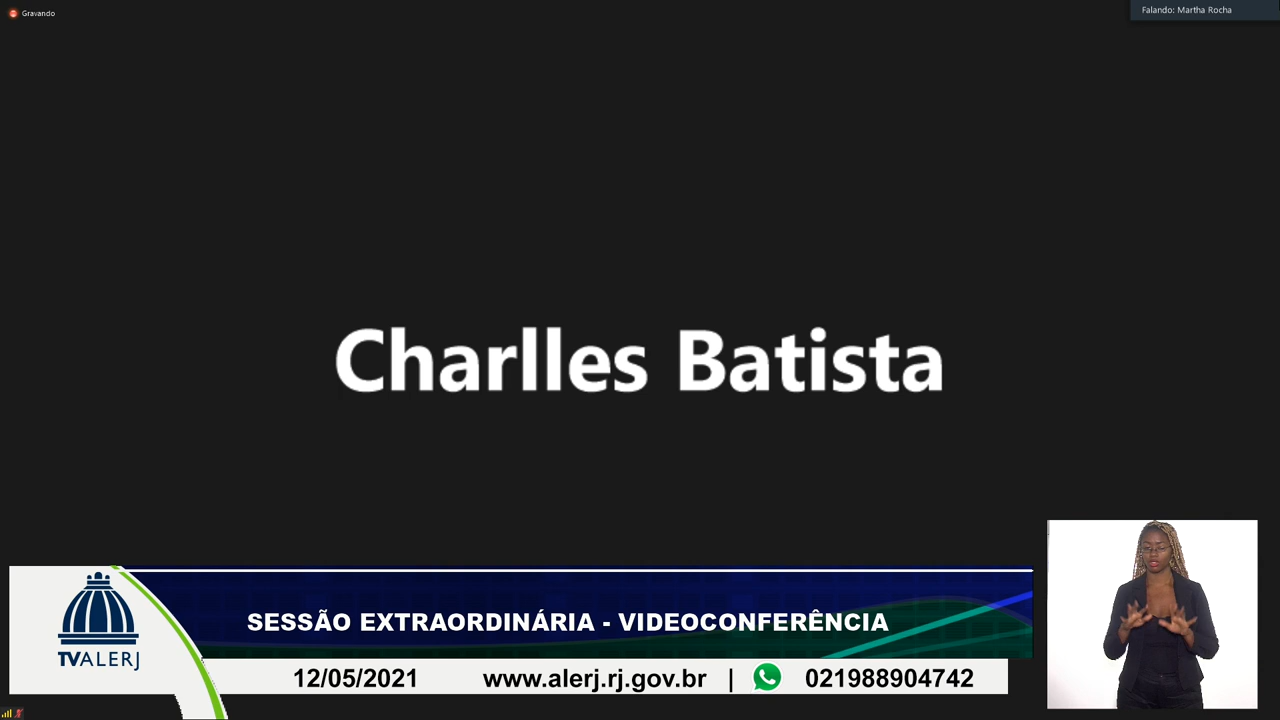 Gravando
Falando: Martha Rocha
Charlles Batista
SESSÃO EXTRAORDINÁRIA - VIDEOCONFERÊNCIA
TVALERJ
12/05/2021 www.alerj.rj.gov.br | 021988904742